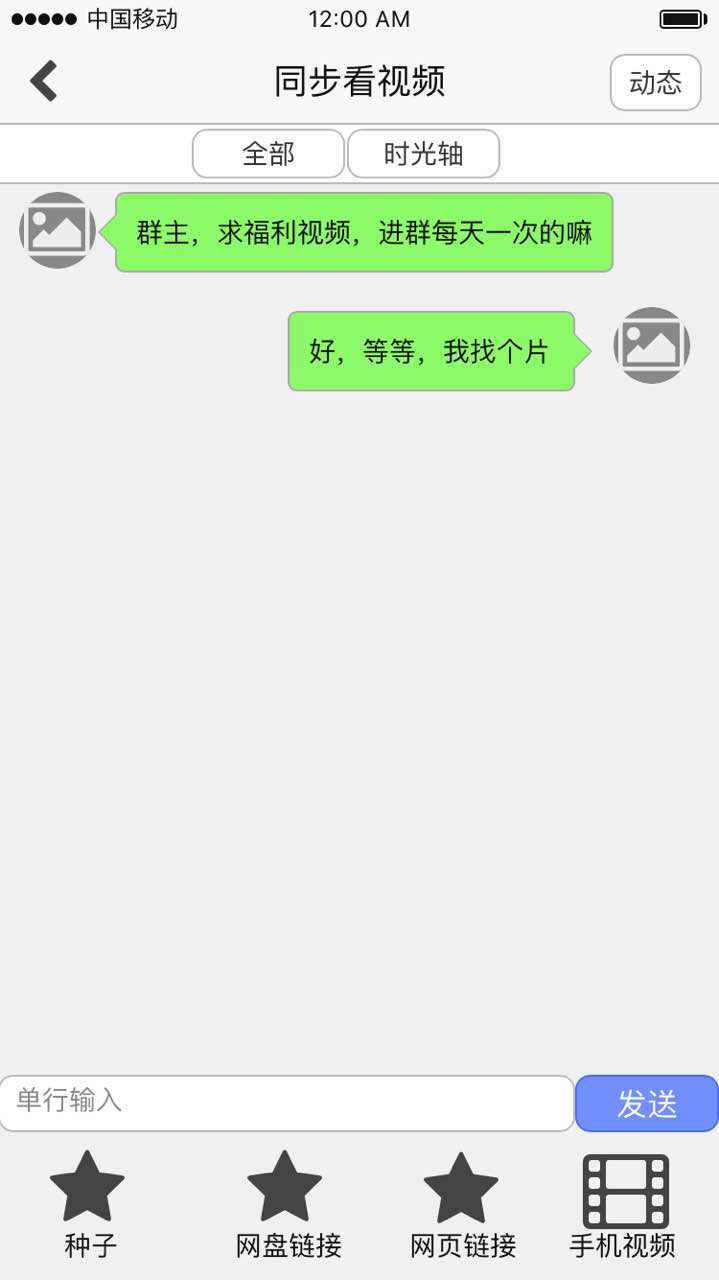 中国移动
12:00 AM
同步看视频
动态
全部
时光轴
群主，求福利视频，进群每天一次的嘛
好，等等，我找个片
单行输入
发送
种子
网盘链接
网页链接
手机视频